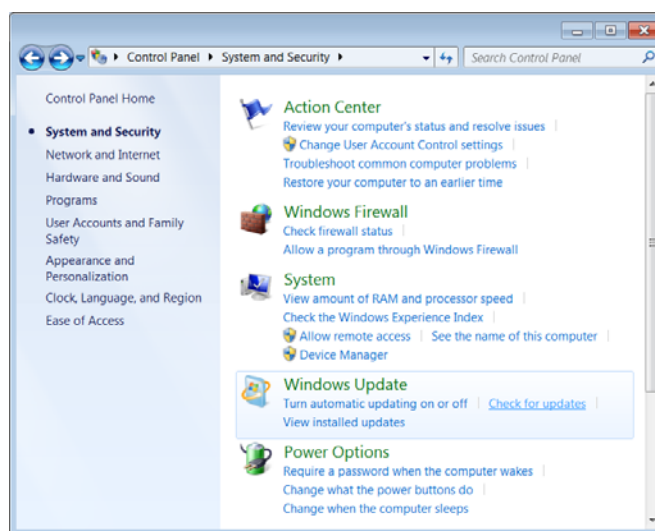 Control Panel ▸ System and Security ▸
Search Control Panel
Control Panel Home
System and Security
Network and Internet
Hardware and Sound
Programs
User Accounts and Family
Safety
Appearance and
Personalization
Clock, Language, and Region
Ease of Access
Action Center
Review your computer's status and resolve issues
Change User Account Control settings
Troubleshoot common computer problems
Restore your computer to an earlier time
Windows Firewall
Check firewall status
Allow a program through Windows Firewall
System
View amount of RAM and processor speed
Check the Windows Experience Index
Allow remote access | See the name of this computer
Device Manager
Windows Update
Turn automatic updating on or off | Check for updates
View installed updates
Power Options
Require a password when the computer wakes
Change what the power buttons do
Change when the computer sleeps